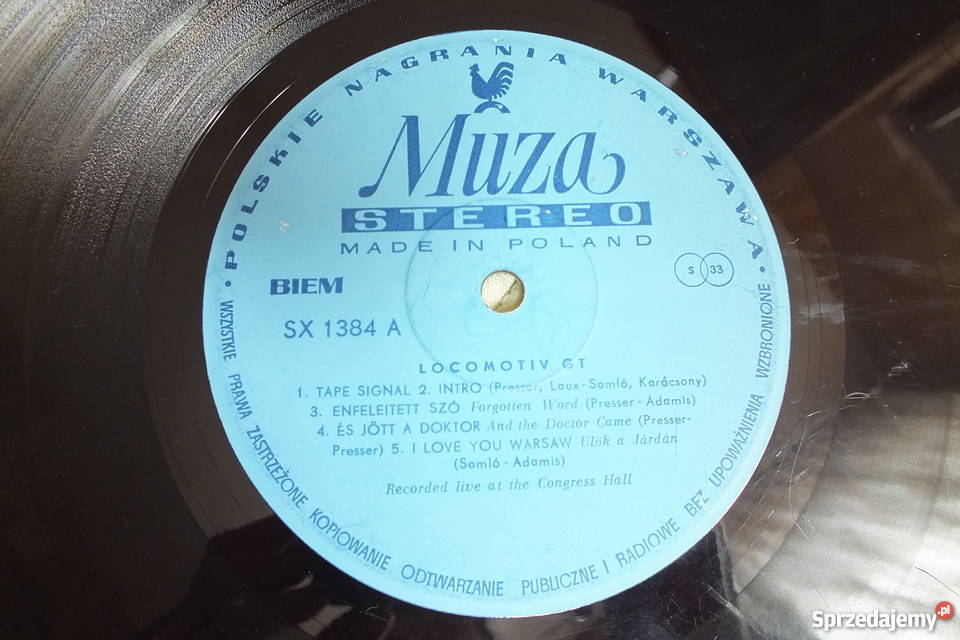 POLSKIE NAGRANIA WARSZAWA
Muza
STEREO
MADE IN POLAND
BIEM
S 33
SX 1384 A
LOCOMOTIV GT
1. TAPE SIGNAL 2. INTRO (Presser, Laux-Somló, Karácsony)
3. ENFELEITETT SZÓ Forgotten Word (Presser - Adamis)
4. ÉS JÖTT A DOKTOR And the Doctor Came (Presser-
Presser) 5. I LOVE YOU WARSAW Ulök a Járdán
(Somló - Adamis)
Recorded live at the Congress Hall
WSZYSTKIE PRAWA ZASTRZEŻONE KOPIOWANIE ODTWARZANIE PUBLICZNE I RADIOWE BEZ UPOWAŻNIENIA WZBRONIONE
Sprzedajemy.pl